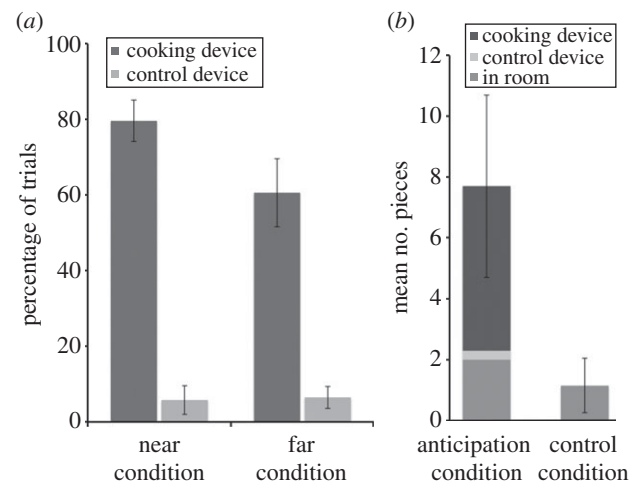 (a)
100
80
60
40
20
0
percentage of trials
cooking device
control device
near
condition
far
condition
(b)
12
10
8
6
4
2
0
mean no. pieces
cooking device
control device
in room
anticipation
condition
control
condition